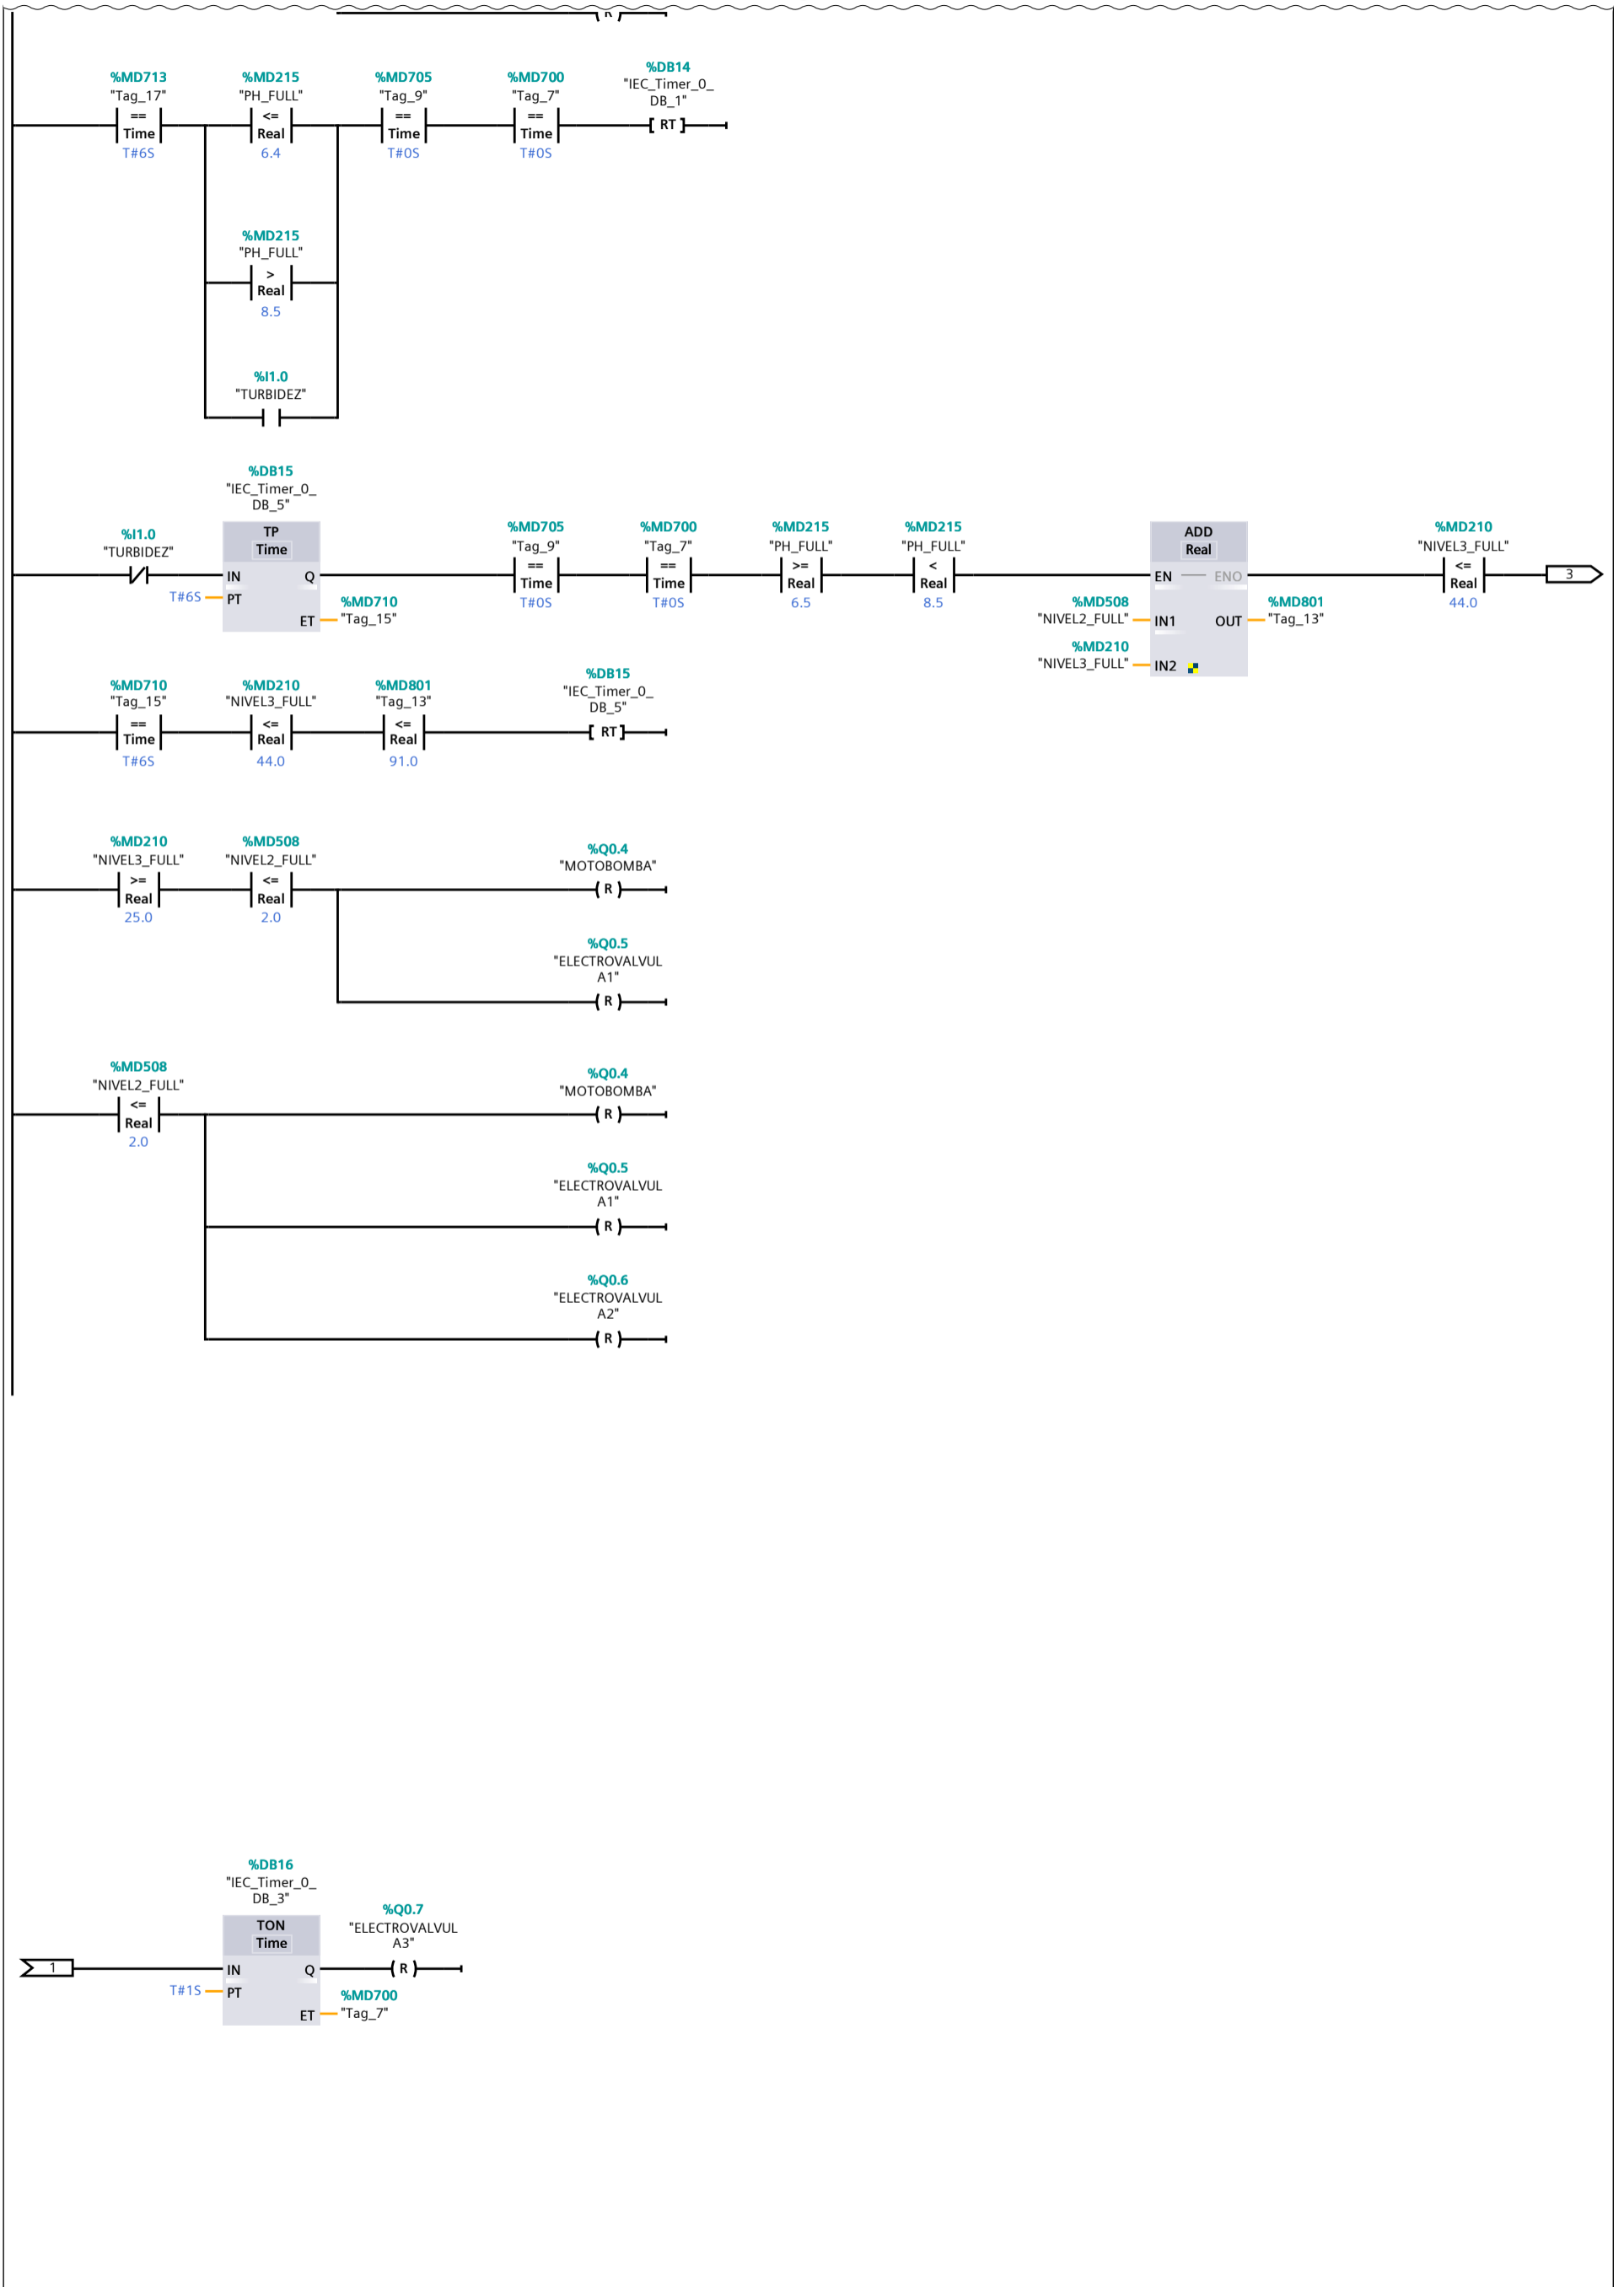 %MD713
"Tag_17"
==
Time
T#6S
%MD215
"PH_FULL"
<=
Real
6.4
%MD705
"Tag_9"
==
Time
T#0S
%MD700
"Tag_7"
==
Time
T#0S
%DB14
"IEC_Timer_0_
DB_1"
RT
%MD215
"PH_FULL"
>
Real
8.5
%I1.0
"TURBIDEZ"
%I1.0
"TURBIDEZ"
%DB15
"IEC_Timer_0_
DB_5"
TP
Time
IN Q
T#6S PT
ET
%MD710
"Tag_15"
%MD705
"Tag_9"
==
Time
T#0S
%MD700
"Tag_7"
==
Time
T#0S
%MD215
"PH_FULL"
>=
Real
6.5
%MD215
"PH_FULL"
<
Real
8.5
ADD
Real
EN ENO
%MD508
"NIVEL2_FULL" IN1
%MD210
"NIVEL3_FULL" IN2
OUT
%MD801
"Tag_13"
%MD210
"NIVEL3_FULL"
<=
Real
44.0
3
%MD710
"Tag_15"
==
Time
T#6S
%MD210
"NIVEL3_FULL"
<=
Real
44.0
%MD801
"Tag_13"
<=
Real
91.0
%DB15
"IEC_Timer_0_
DB_5"
RT
%MD210
"NIVEL3_FULL"
>=
Real
25.0
%MD508
"NIVEL2_FULL"
<=
Real
2.0
%Q0.4
"MOTOBOMBA"
R
%Q0.5
"ELECTROVALVUL
A1"
R
%MD508
"NIVEL2_FULL"
<=
Real
2.0
%Q0.4
"MOTOBOMBA"
R
%Q0.5
"ELECTROVALVUL
A1"
R
%Q0.6
"ELECTROVALVUL
A2"
R
1
%DB16
"IEC_Timer_0_
DB_3"
TON
Time
IN Q
T#1S PT
ET
%MD700
"Tag_7"
%Q0.7
"ELECTROVALVUL
A3"
R